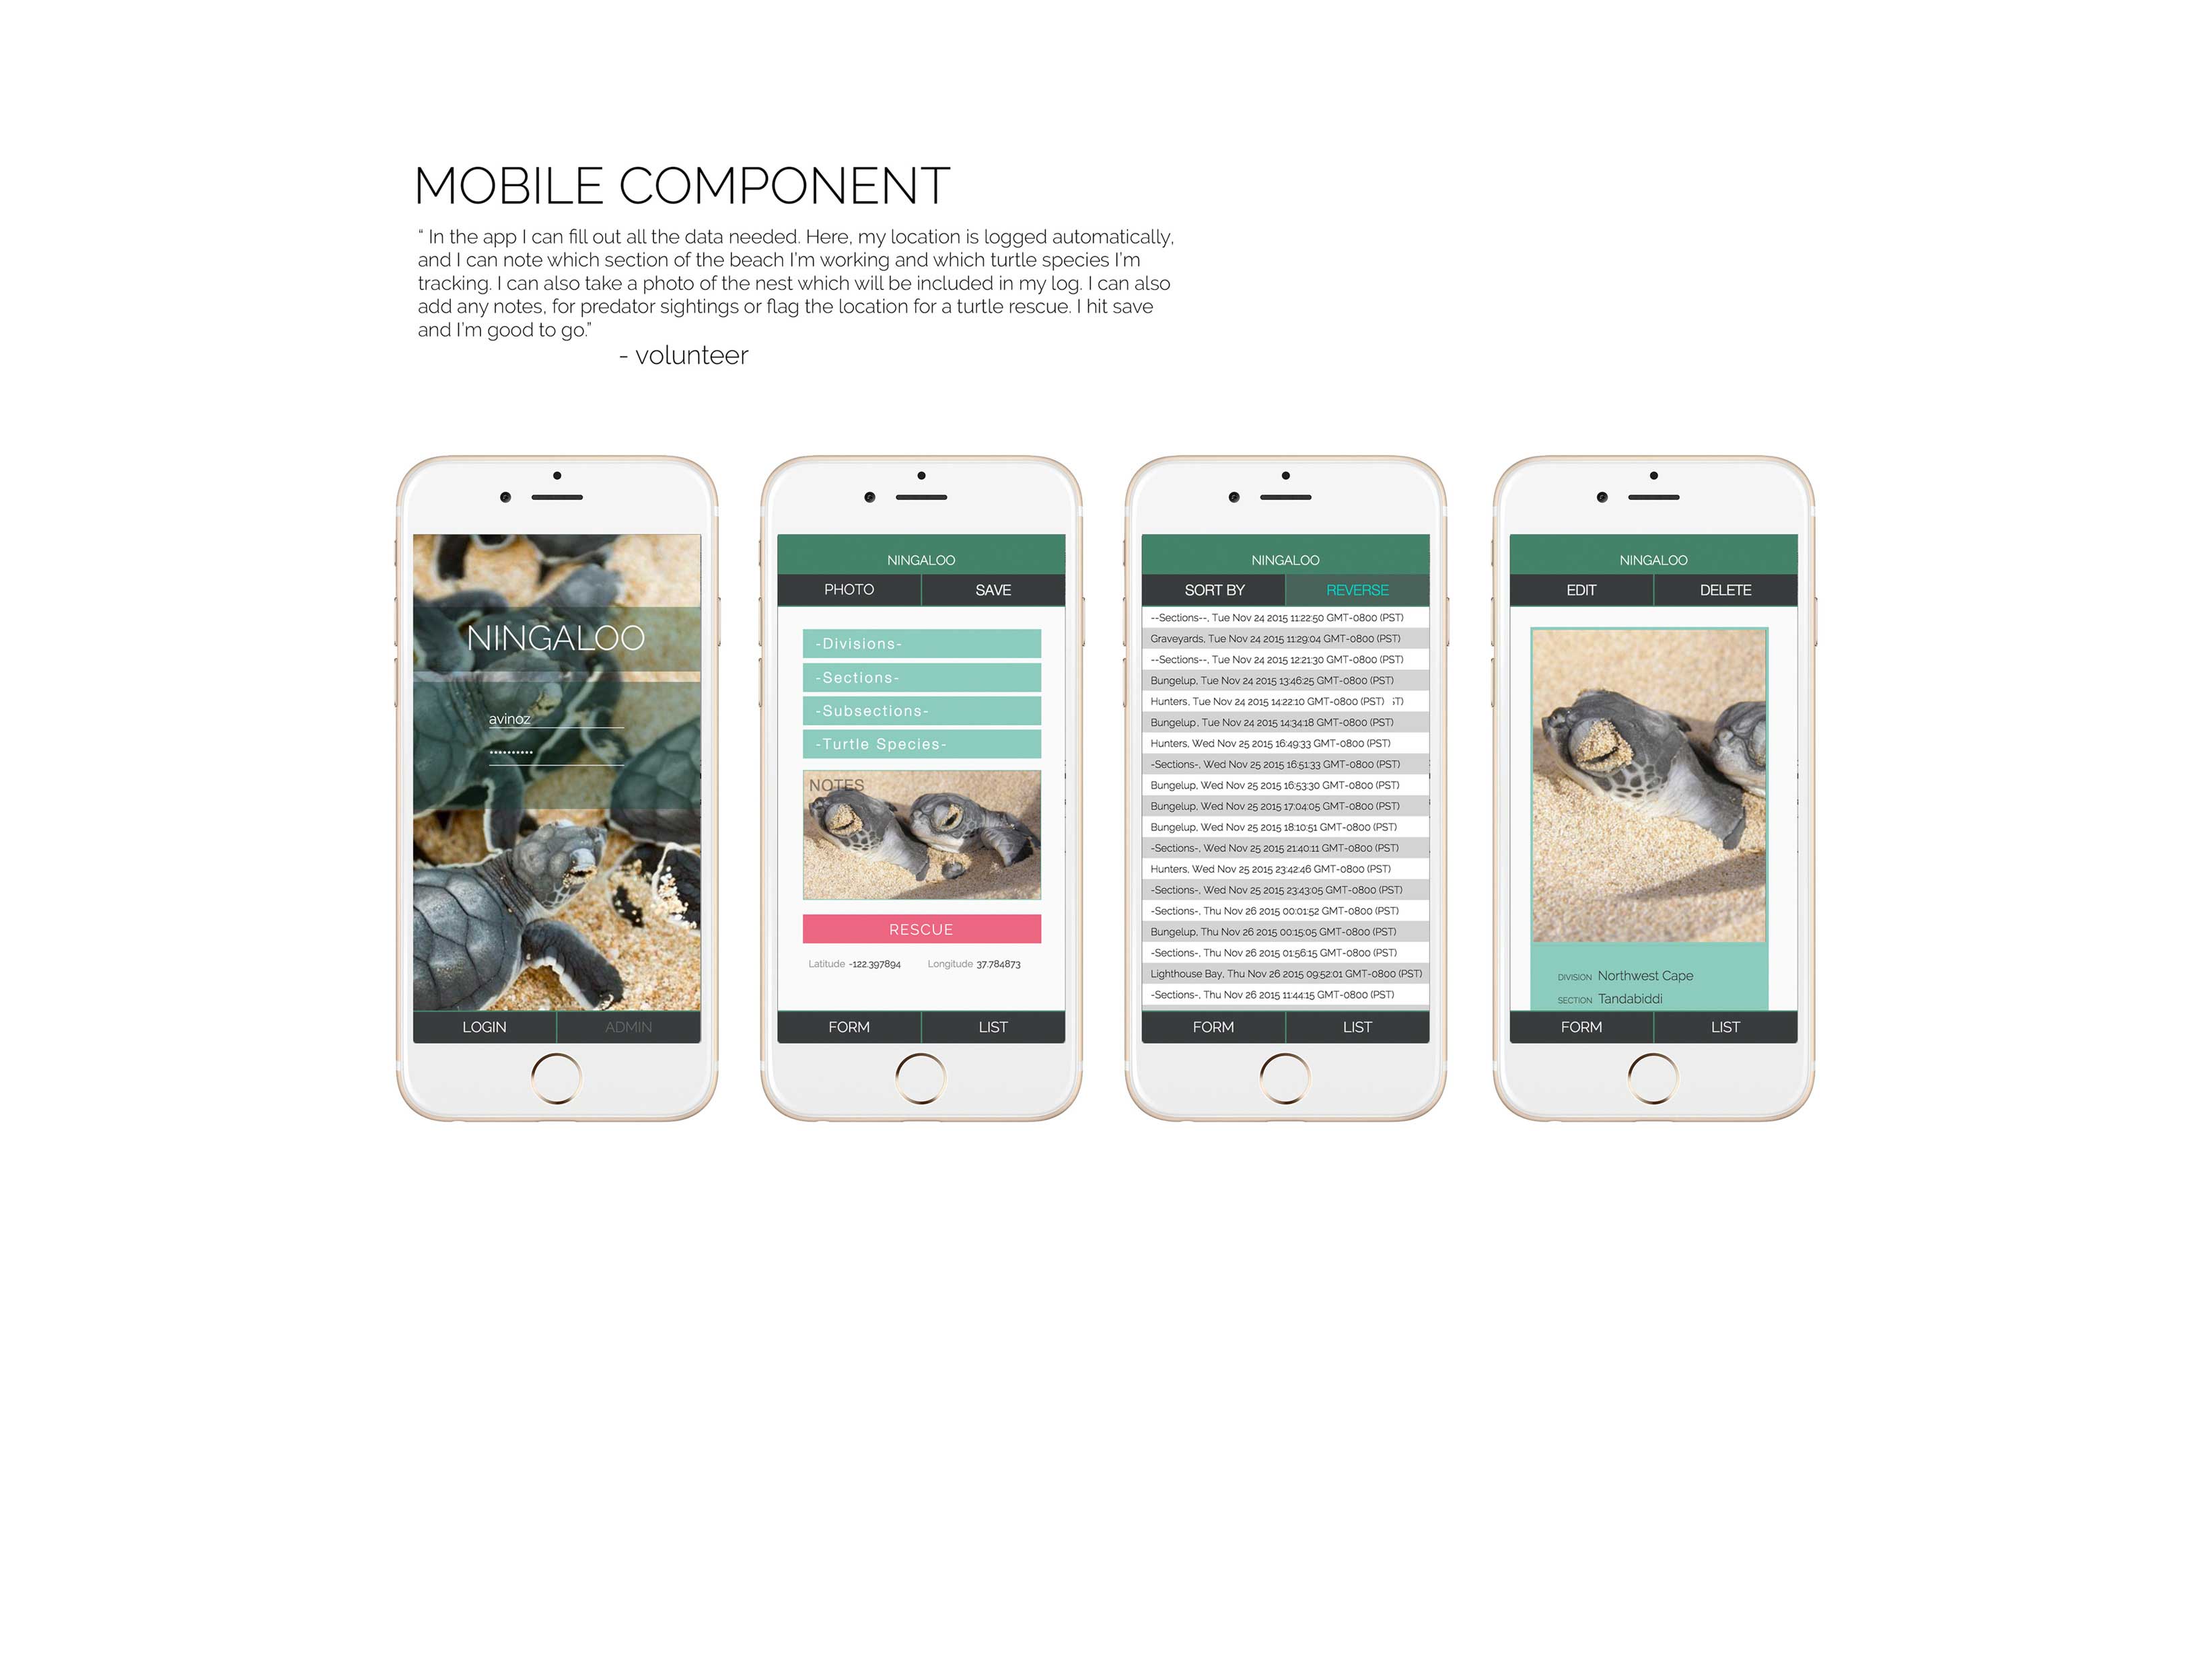 MOBILE COMPONENT
“ In the app I can fill out all the data needed. Here, my location is logged automatically,
and I can note which section of the beach I'm working and which turtle species I'm
tracking. I can also take a photo of the nest which will be included in my log. I can also
add any notes, for predator sightings or flag the location for a turtle rescue. I hit save
and I'm good to go.”
- volunteer
NINGALOO
avinoz
••••••••••
LOGIN ADMIN
NINGALOO
PHOTO SAVE
-Divisions-
-Sections-
-Subsections-
-Turtle Species-
NOTES
RESCUE
Latitude -122.397894 Longitude 37.784873
FORM LIST
NINGALOO
SORT BY REVERSE
--Sections--, Tue Nov 24 2015 11:22:50 GMT-0800 (PST)
Graveyards, Tue Nov 24 2015 11:29:04 GMT-0800 (PST)
--Sections--, Tue Nov 24 2015 12:21:30 GMT-0800 (PST)
Bungelup, Tue Nov 24 2015 13:46:25 GMT-0800 (PST)
Hunters, Tue Nov 24 2015 14:22:10 GMT-0800 (PST) ST)
Bungelup, Tue Nov 24 2015 14:34:18 GMT-0800 (PST)
Hunters, Wed Nov 25 2015 16:49:33 GMT-0800 (PST)
-Sections-, Wed Nov 25 2015 16:51:33 GMT-0800 (PST)
Bungelup, Wed Nov 25 2015 16:53:30 GMT-0800 (PST)
Bungelup, Wed Nov 25 2015 17:04:05 GMT-0800 (PST)
Bungelup, Wed Nov 25 2015 18:10:51 GMT-0800 (PST)
-Sections-, Wed Nov 25 2015 21:40:11 GMT-0800 (PST)
Hunters, Wed Nov 25 2015 23:42:46 GMT-0800 (PST)
-Sections-, Wed Nov 25 2015 23:43:05 GMT-0800 (PST)
-Sections-, Thu Nov 26 2015 00:01:52 GMT-0800 (PST)
Bungelup, Thu Nov 26 2015 00:15:05 GMT-0800 (PST)
-Sections-, Thu Nov 26 2015 01:56:15 GMT-0800 (PST)
Lighthouse Bay, Thu Nov 26 2015 09:52:01 GMT-0800 (PST)
-Sections-, Thu Nov 26 2015 11:44:15 GMT-0800 (PST)
FORM LIST
NINGALOO
EDIT DELETE
DIVISION Northwest Cape
SECTION Tandabiddi
FORM LIST